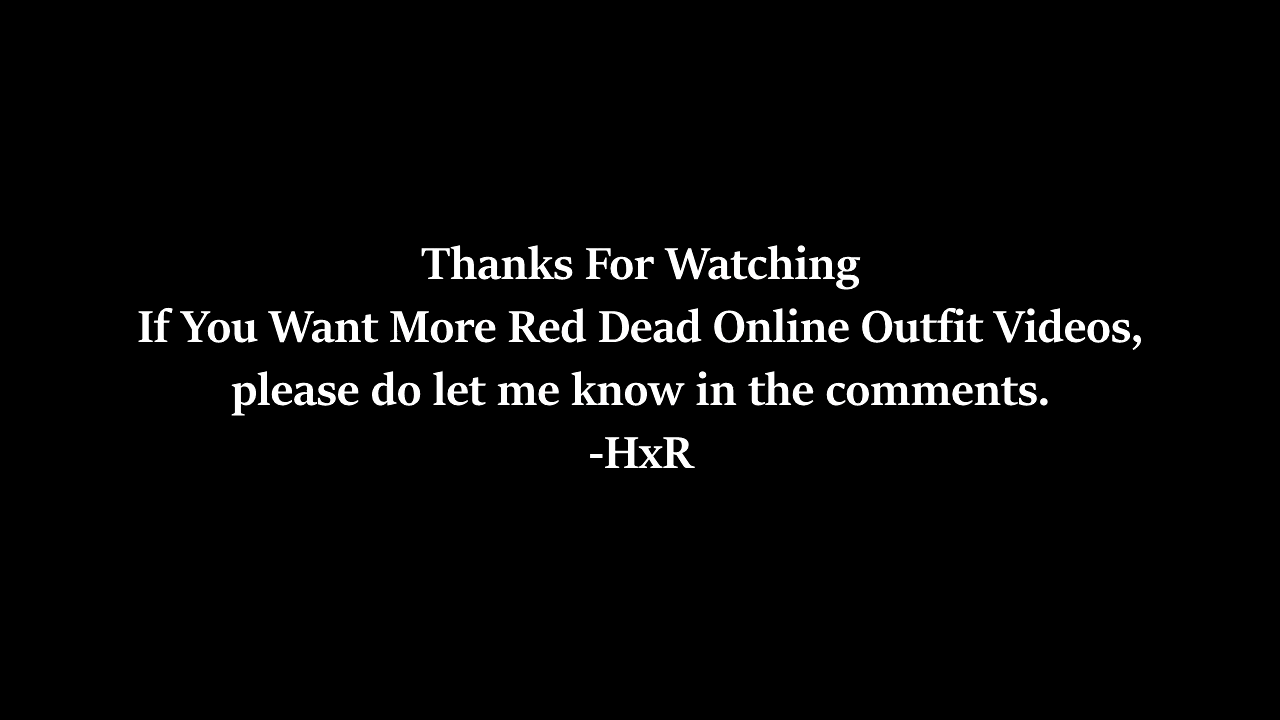 Thanks For Watching
If You Want More Red Dead Online Outfit Videos,
please do let me know in the comments.
-HxR